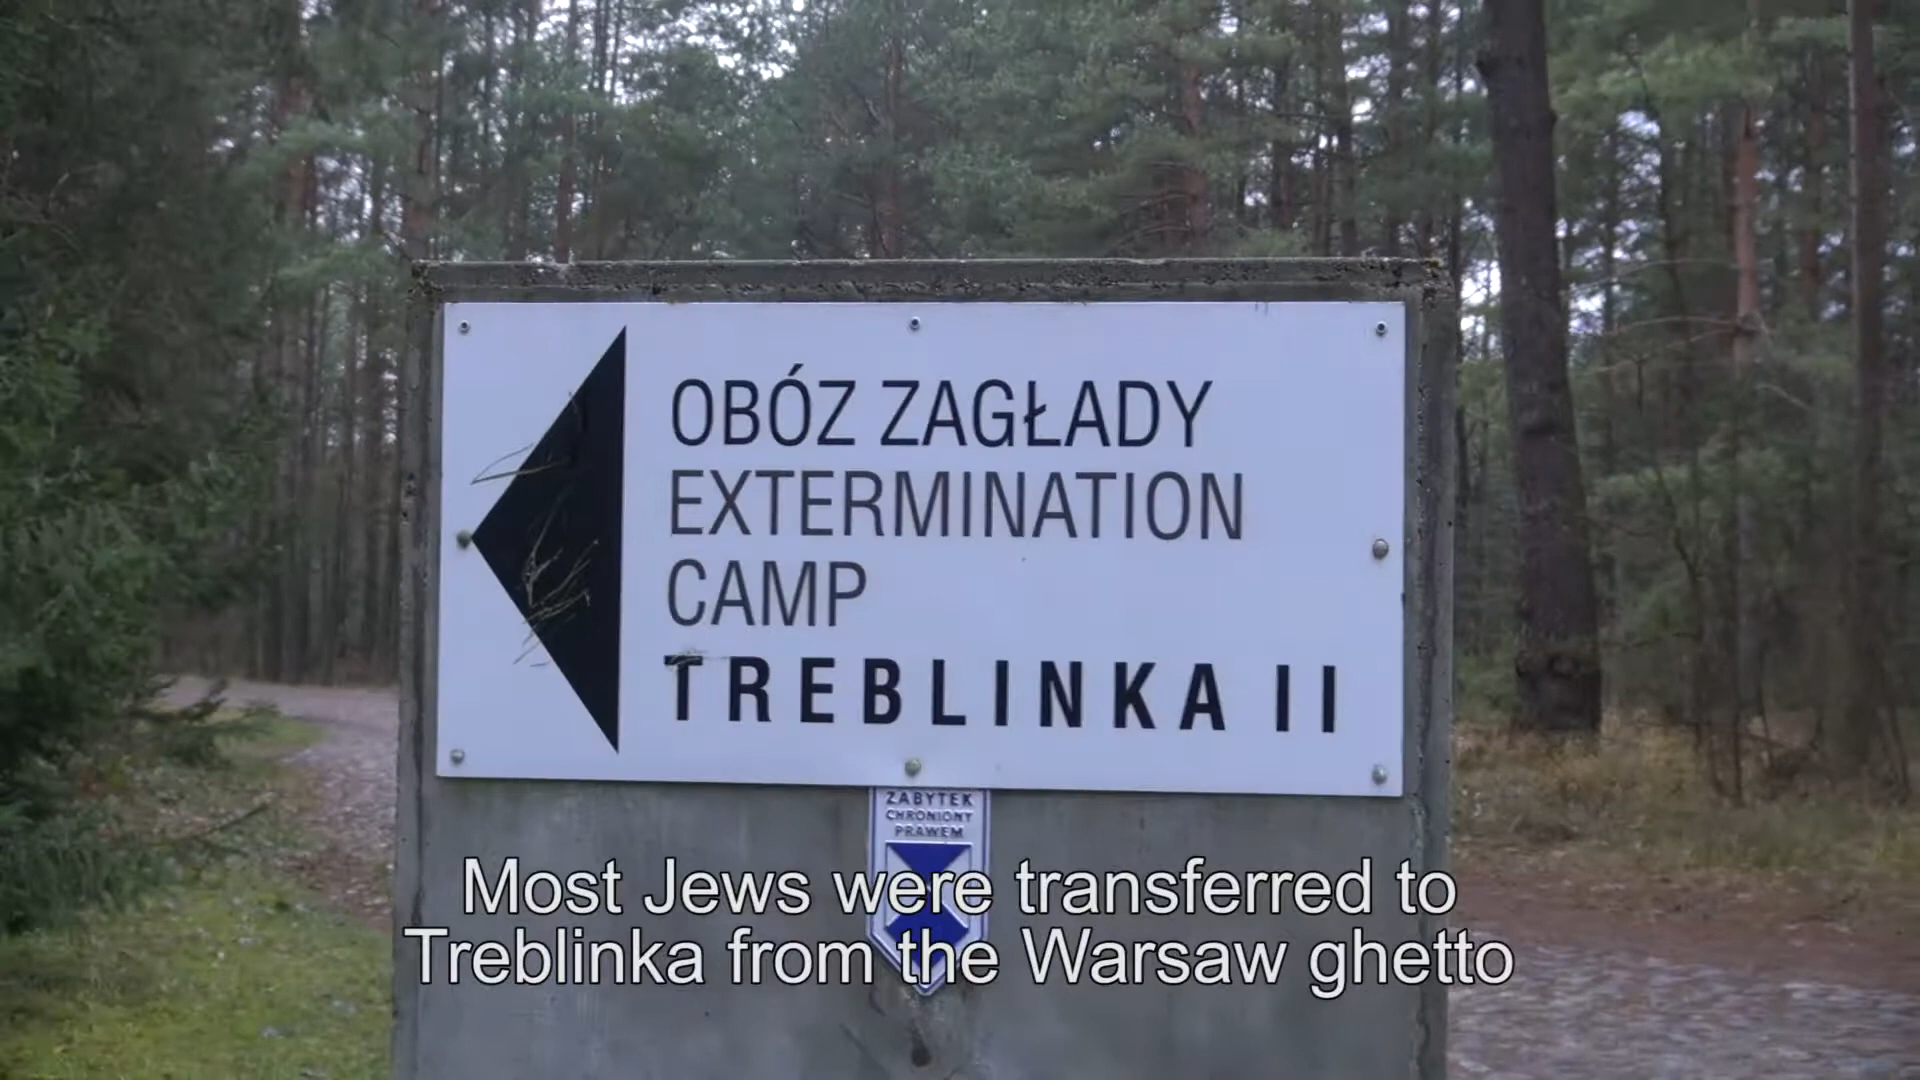 OBÓZ ZAGŁADY
EXTERMINATION
CAMP
TREBLINKA II
ZABYTEK
CHRONIONY
PRAWEM
Most Jews were transferred to
Treblinka from the Warsaw ghetto